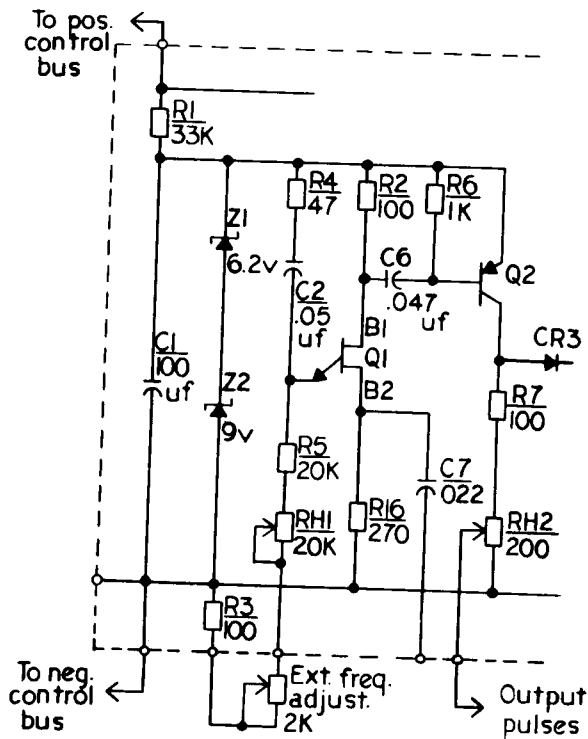 To pos.
control
bus
R1
33K
R4
47
R2
100
R6
1K
Z1
6.2v
C2
.05
uf
C6
.047
uf
Q2
B1
Q1
B2
CR3
C1
100
uf
Z2
9v
R5
20K
R7
100
C7
.022
RH1
20K
R16
270
RH2
200
R3
100
To neg.
control
bus
Ext. freq.
adjust.
2K
Output
pulses